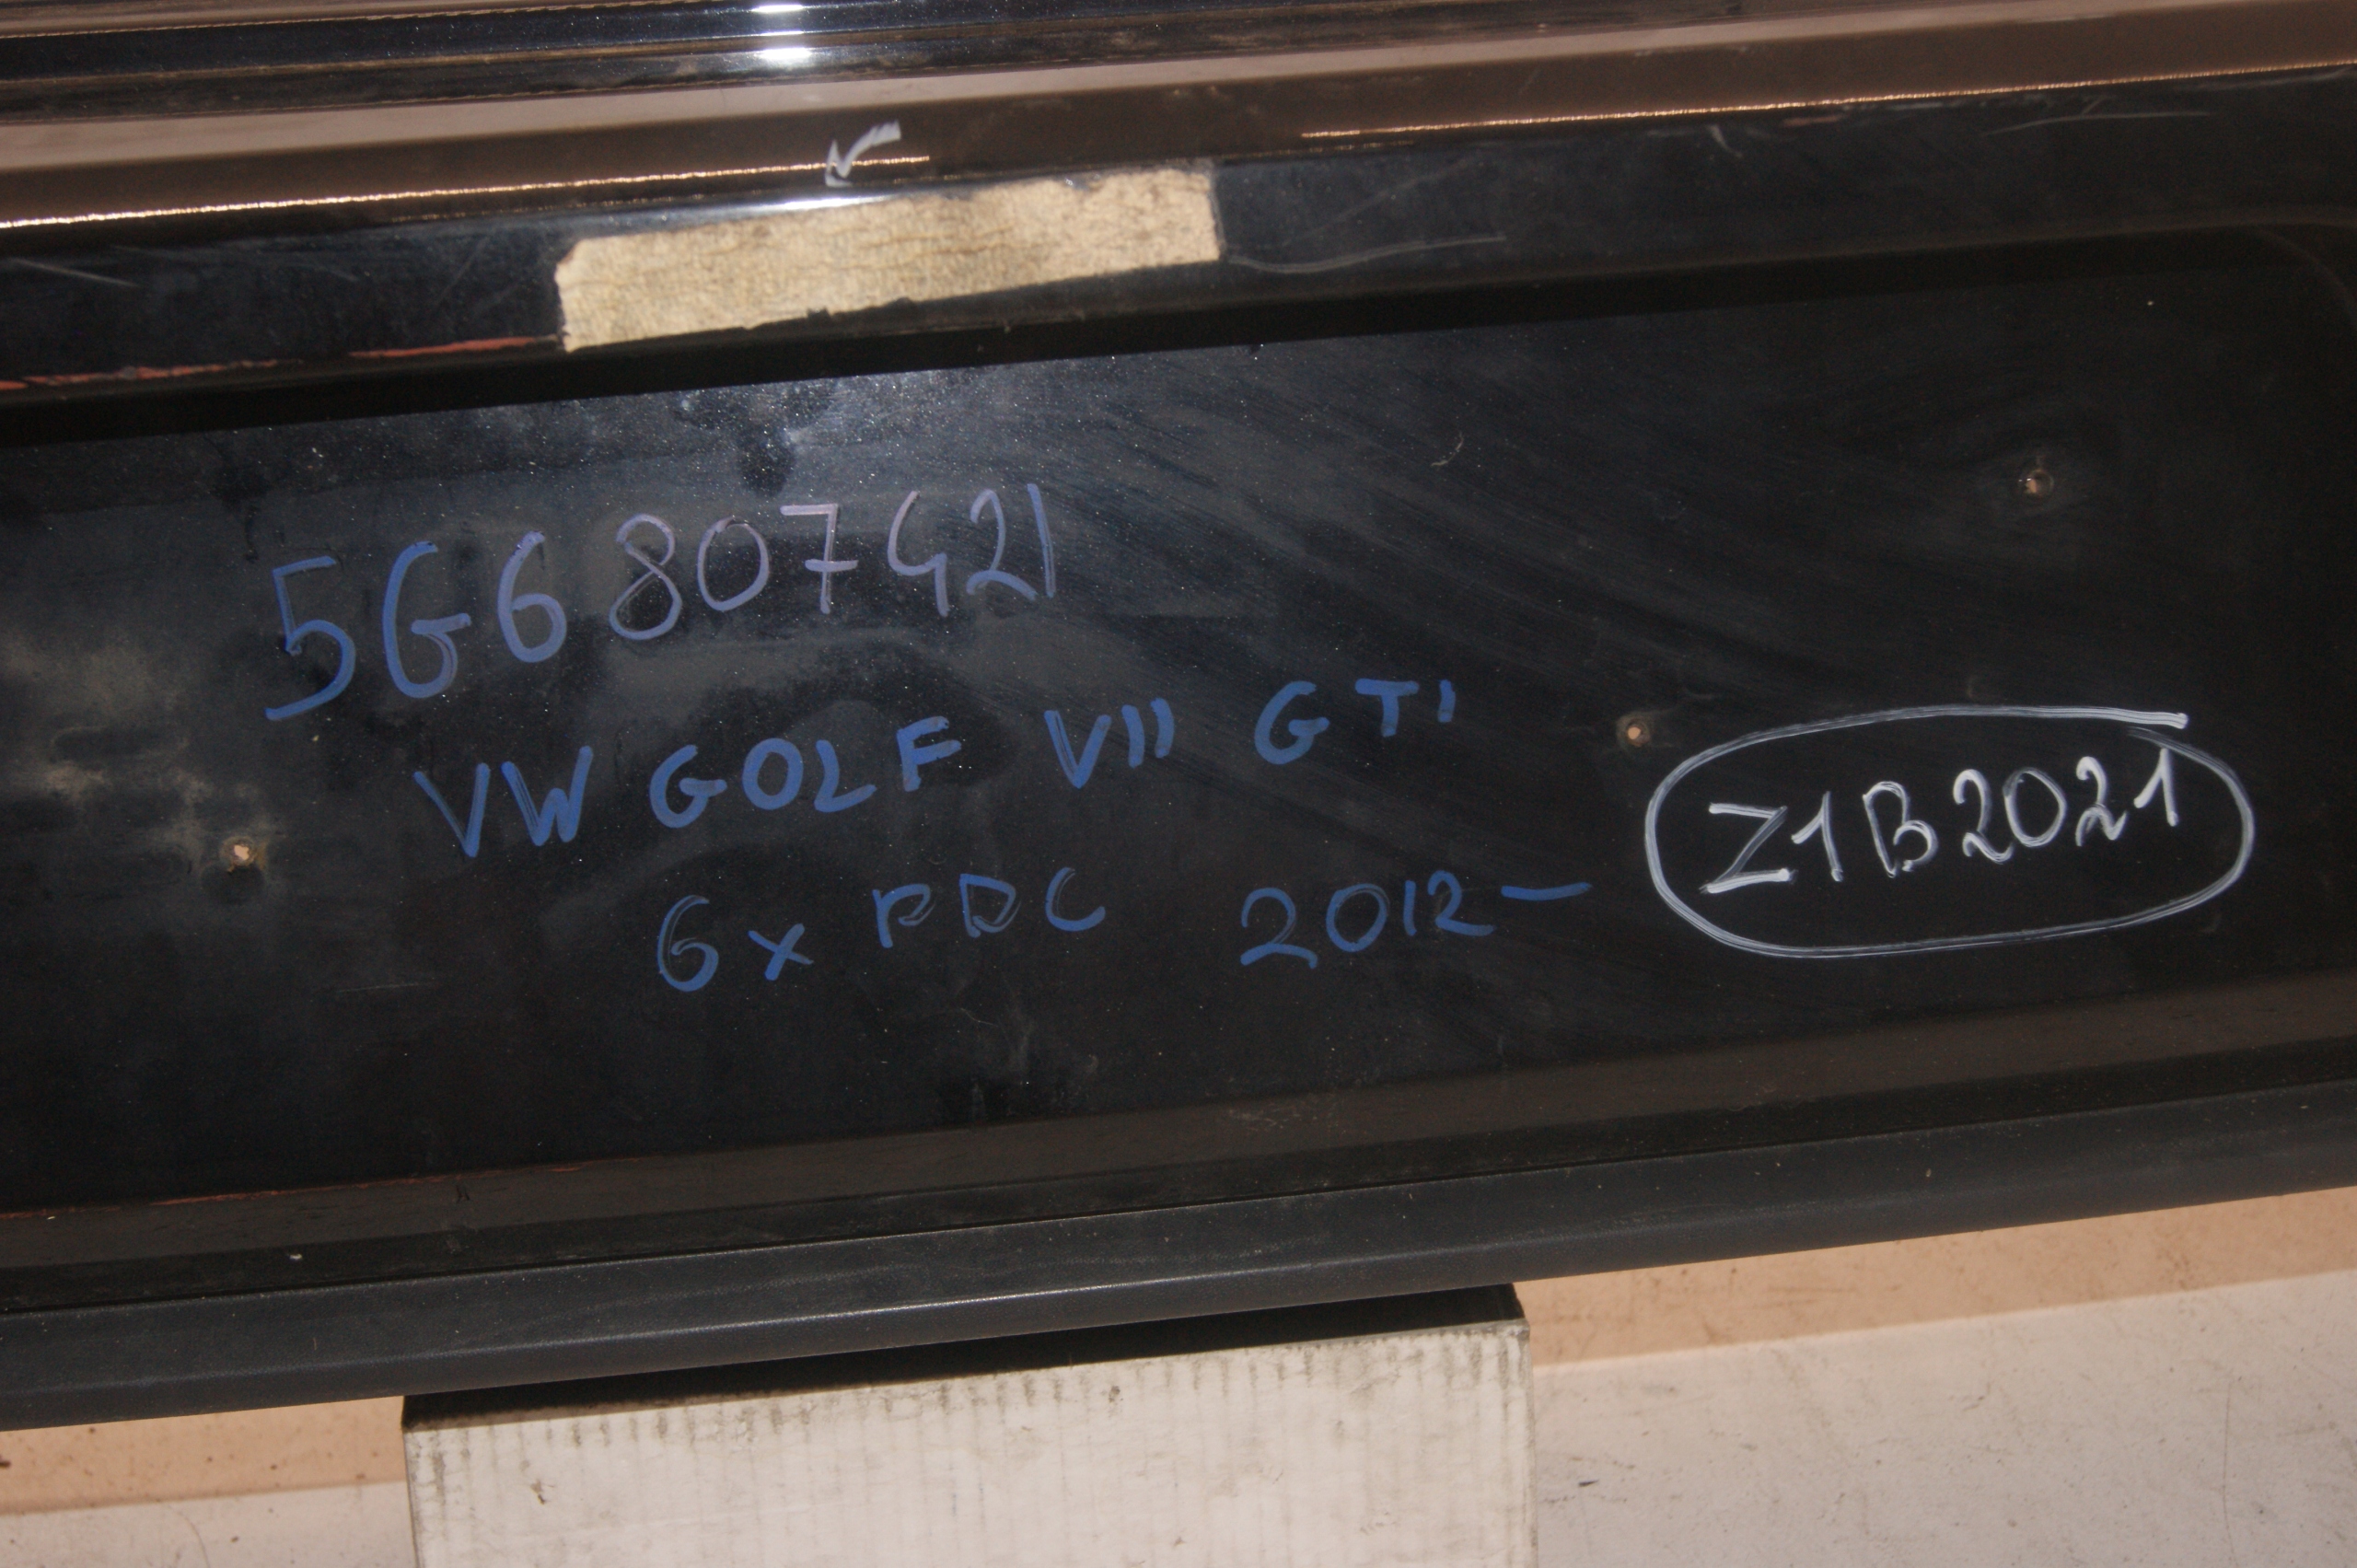 5G6807421
VW GOLF VII GTI
6x PDC 2012-
Z1B2021